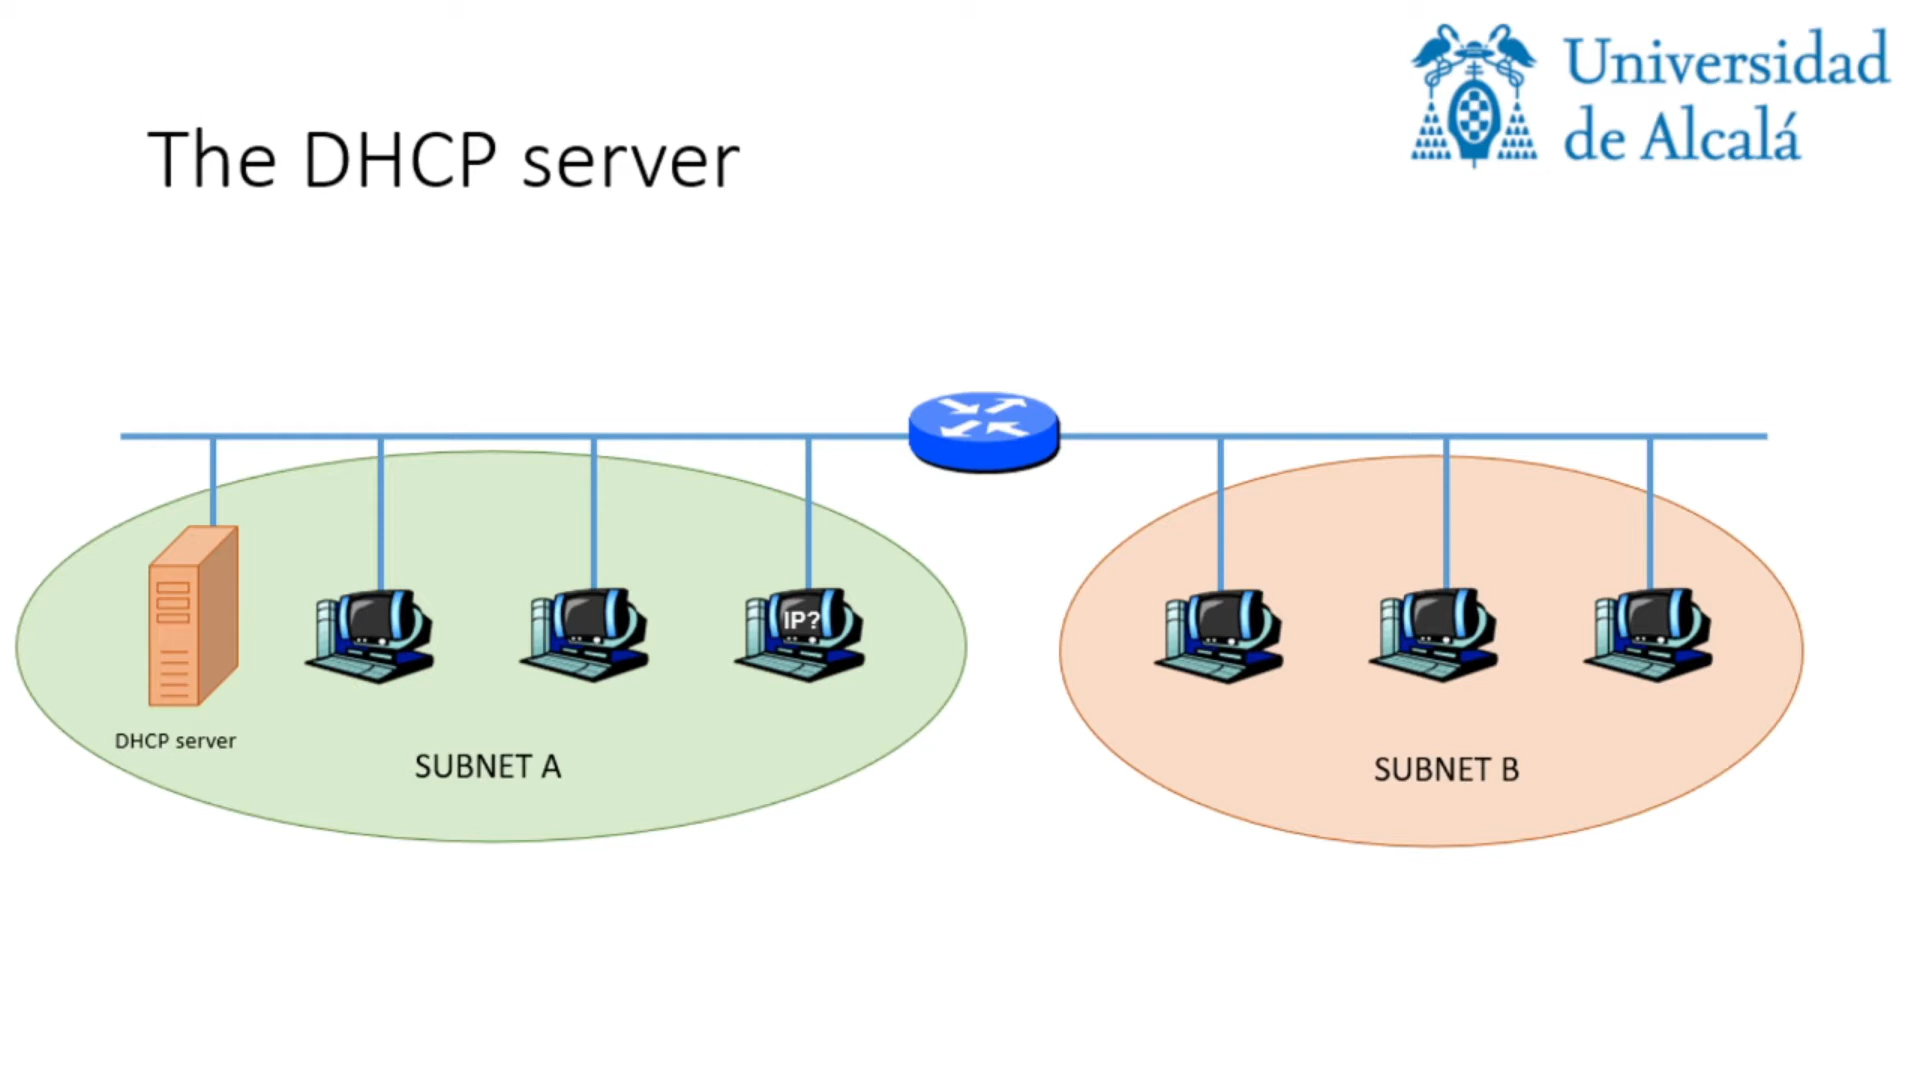 Universidad
de Alcalá
The DHCP server
IP?
DHCP server
SUBNET A
SUBNET B